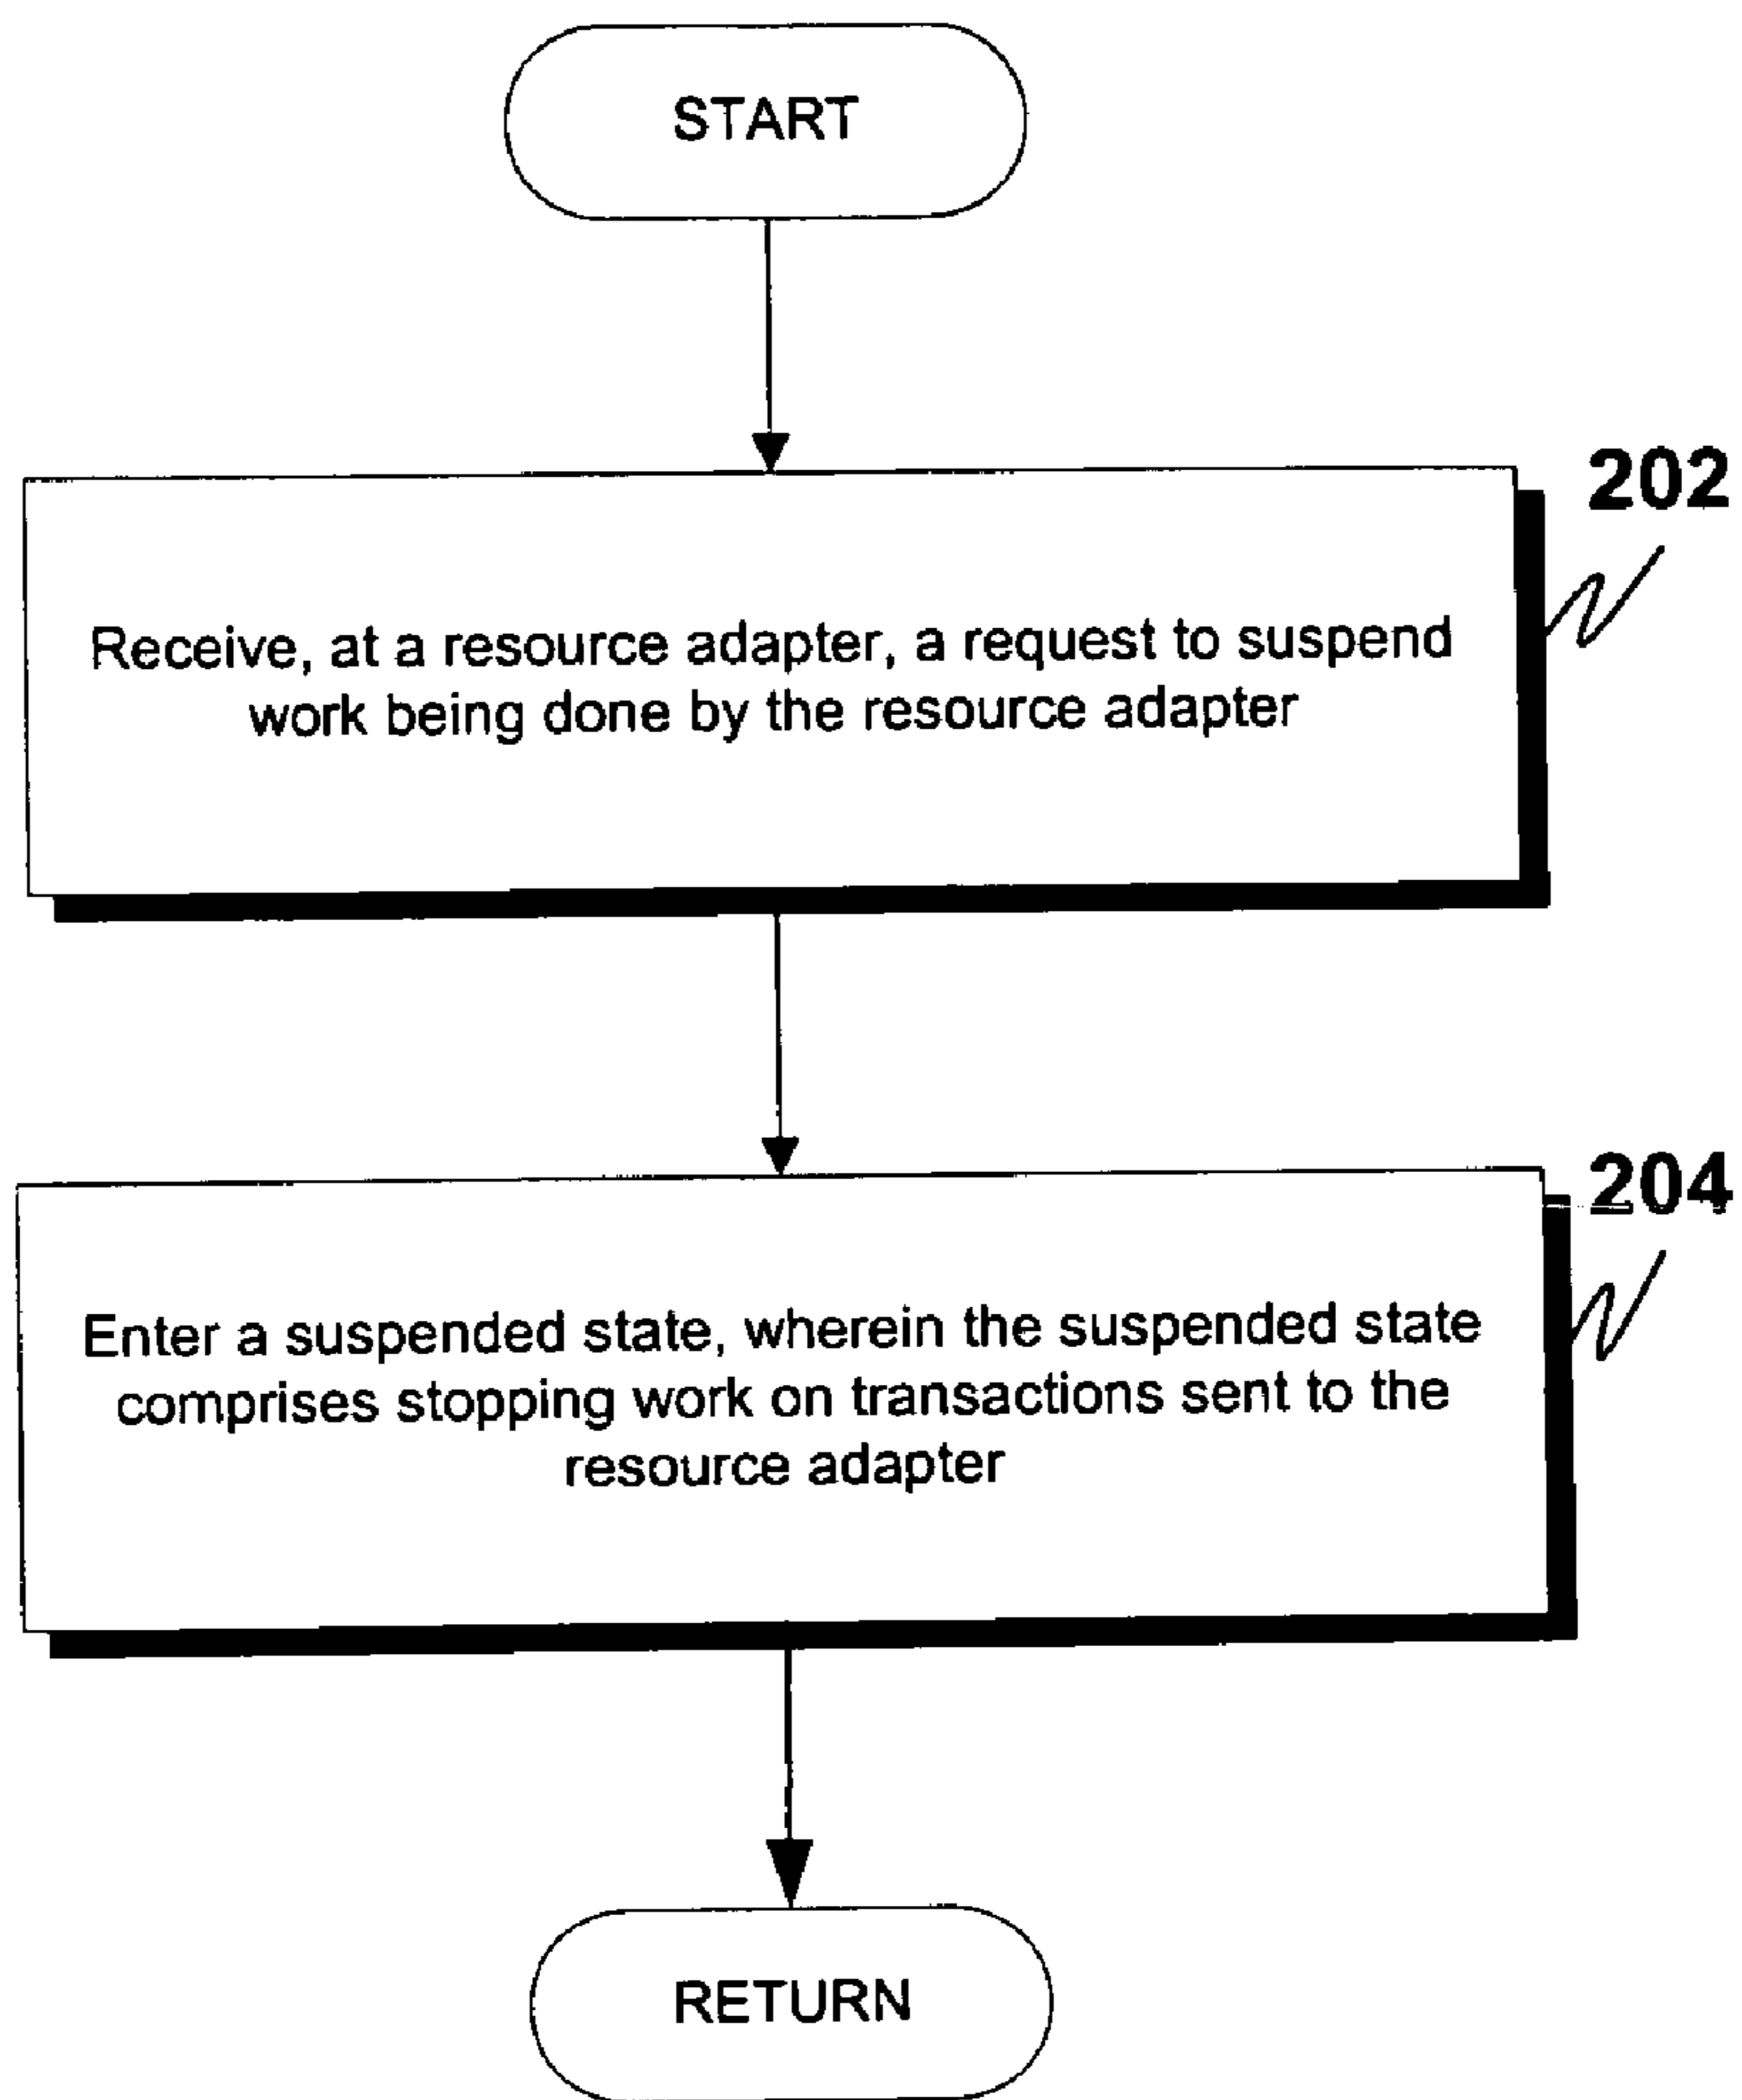 START
202
Receive, at a resource adapter, a request to suspend
work being done by the resource adapter
204
Enter a suspended state, wherein the suspended state
comprises stopping work on transactions sent to the
resource adapter
RETURN